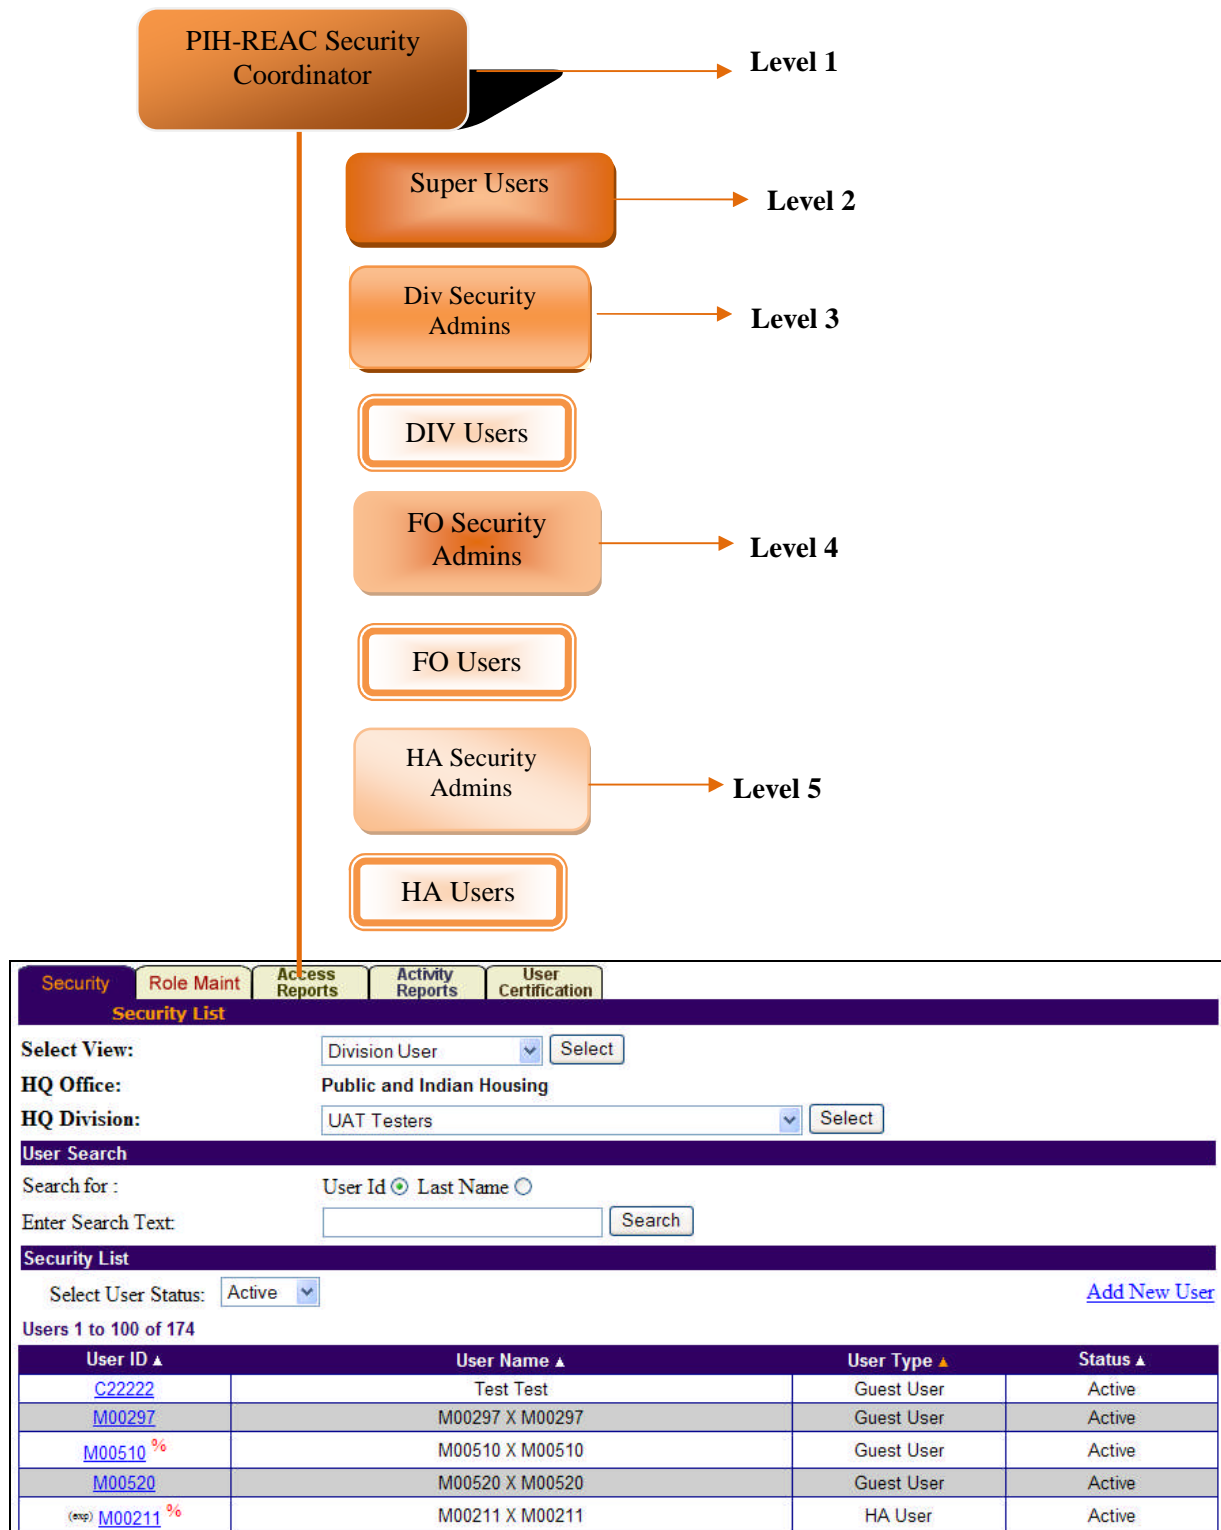 PIH-REAC Security
Coordinator
Level 1
Super Users
Level 2
Div Security
Admins
Level 3
DIV Users
FO Security
Admins
Level 4
FO Users
HA Security
Admins
Level 5
HA Users
Security Role Maint Access Reports Activity Reports User Certification
Security List
Select View: Division User Select
HQ Office: Public and Indian Housing
HQ Division: UAT Testers Select
User Search
Search for : User Id Last Name
Enter Search Text: Search
Security List
Select User Status: Active Add New User
Users 1 to 100 of 174
User ID ▲ User Name ▲ User Type ▲ Status ▲
C22222 Test Test Guest User Active
M00297 M00297 X M00297 Guest User Active
M00510 % M00510 X M00510 Guest User Active
M00520 M00520 X M00520 Guest User Active
(exp) M00211 % M00211 X M00211 HA User Active